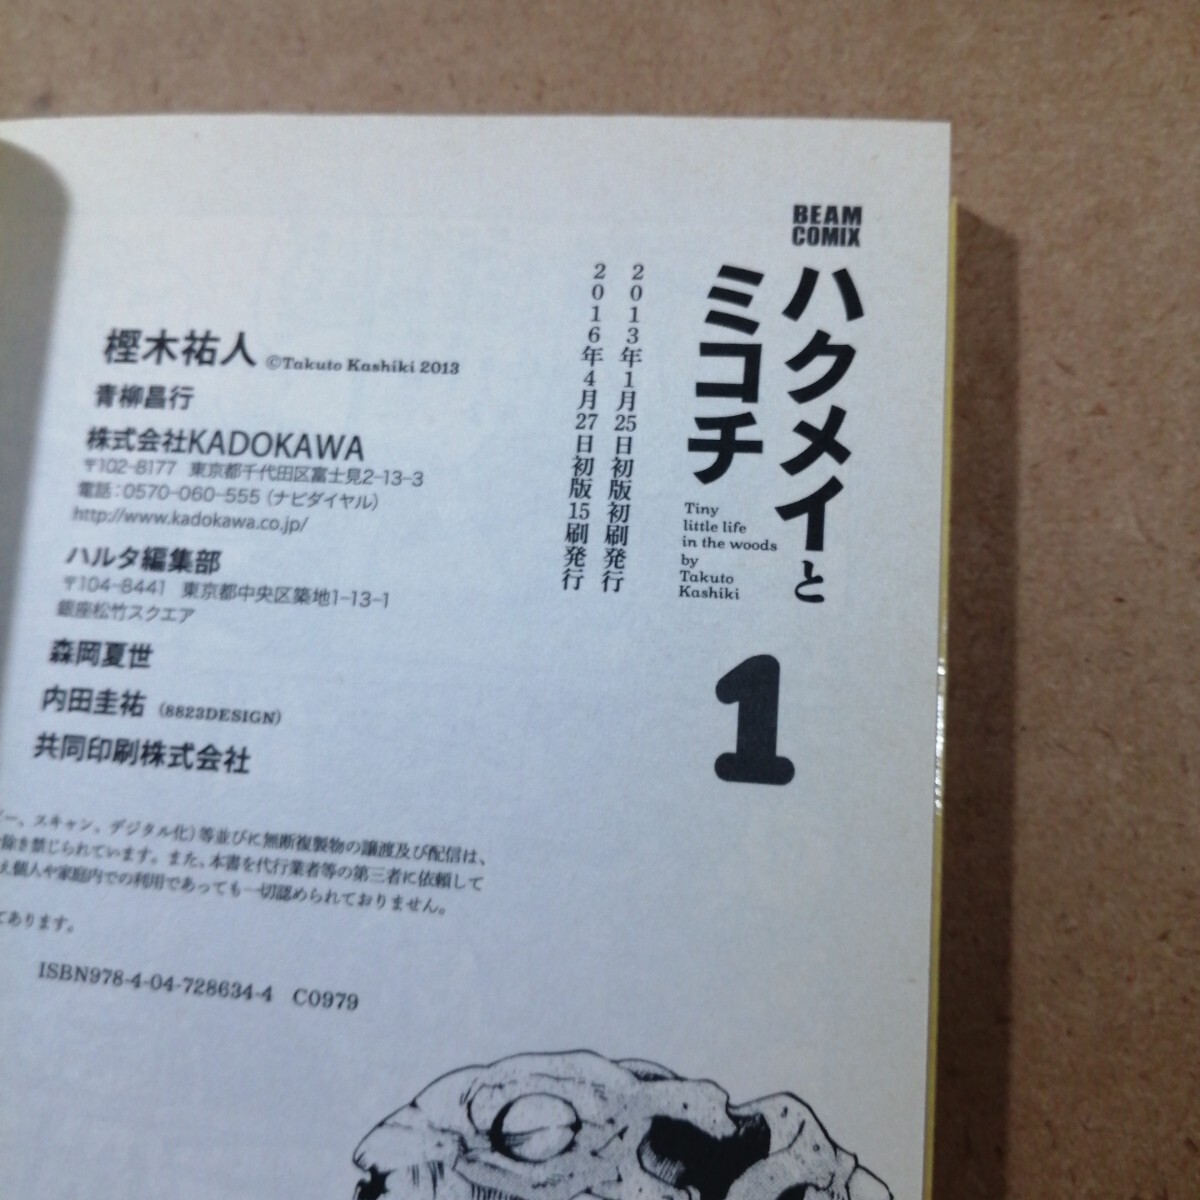 BEAM
COMIX
ハクメイと
ミコチ
Tiny
little life
in the woods
by
Takuto
Kashiki
1
2013年1月25日初版初刷発行
2016年4月27日初版15刷発行
樫木祐人 ©Takuto Kashiki 2013
青柳昌行
株式会社KADOKAWA
〒102-8177 東京都千代田区富士見2-13-3
電話：0570-060-555（ナビダイヤル）
http://www.kadokawa.co.jp/
ハルタ編集部
〒104-8441 東京都中央区築地1-13-1
銀座松竹スクエア
森岡夏世
内田圭祐（8823DESIGN）
共同印刷株式会社
ー、スキャン、デジタル化）等並びに無断複製物の譲渡及び配信は、
除き禁じられています。また、本書を代行業者等の第三者に依頼して
え個人や家庭内での利用であっても一切認められておりません。
てあります。
ISBN978-4-04-728634-4 C0979